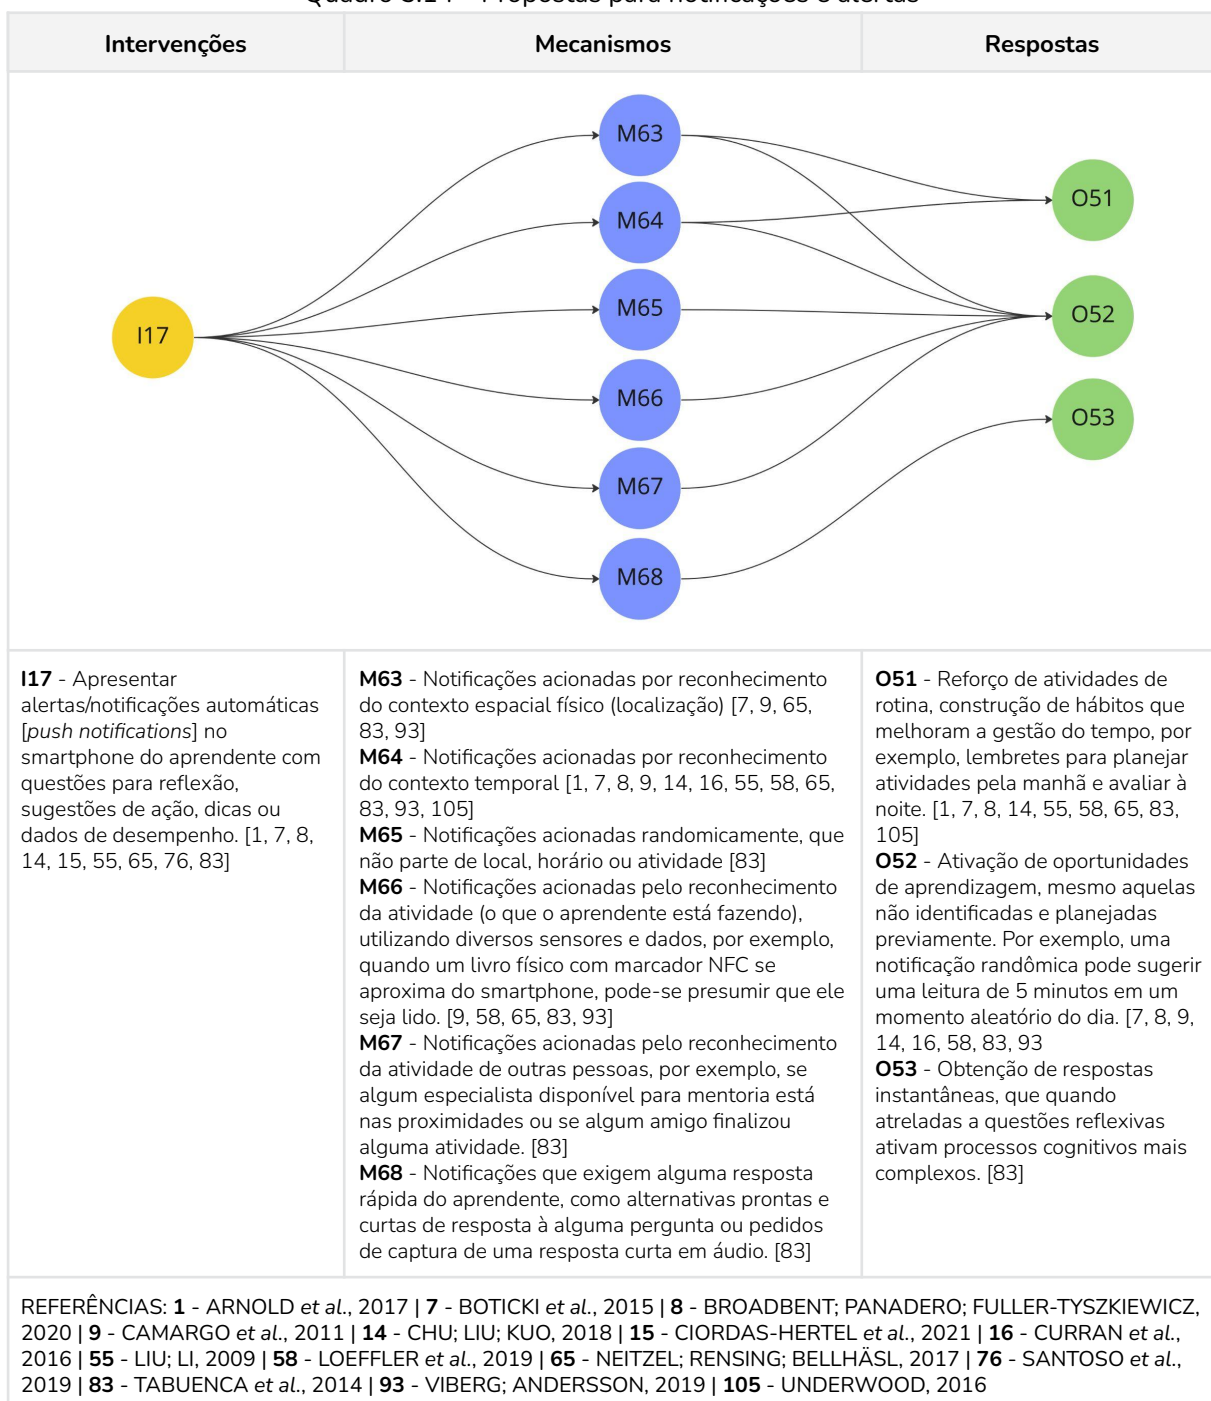 Quadro 3.14 - Propostas para notificações e alertas
Intervenções
Mecanismos
Respostas
M63
M64
M65
M66
M67
M68
I17
O51
O52
O53
I17 - Apresentar
alertas/notificações automáticas
[push notifications] no
smartphone do aprendente com
questões para reflexão,
sugestões de ação, dicas ou
dados de desempenho. [1, 7, 8,
14, 15, 55, 65, 76, 83]
M63 - Notificações acionadas por reconhecimento
do contexto espacial físico (localização) [7, 9, 65,
83, 93]
M64 - Notificações acionadas por reconhecimento
do contexto temporal [1, 7, 8, 9, 14, 16, 55, 58, 65,
83, 93, 105]
M65 - Notificações acionadas randomicamente, que
não parte de local, horário ou atividade [83]
M66 - Notificações acionadas pelo reconhecimento
da atividade (o que o aprendente está fazendo),
utilizando diversos sensores e dados, por exemplo,
quando um livro físico com marcador NFC se
aproxima do smartphone, pode-se presumir que ele
seja lido. [9, 58, 65, 83, 93]
M67 - Notificações acionadas pelo reconhecimento
da atividade de outras pessoas, por exemplo, se
algum especialista disponível para mentoria está
nas proximidades ou se algum amigo finalizou
alguma atividade. [83]
M68 - Notificações que exigem alguma resposta
rápida do aprendente, como alternativas prontas e
curtas de resposta à alguma pergunta ou pedidos
de captura de uma resposta curta em áudio. [83]
O51 - Reforço de atividades de
rotina, construção de hábitos que
melhoram a gestão do tempo, por
exemplo, lembretes para planejar
atividades pela manhã e avaliar à
noite. [1, 7, 8, 14, 55, 58, 65, 83,
105]
O52 - Ativação de oportunidades
de aprendizagem, mesmo aquelas
não identificadas e planejadas
previamente. Por exemplo, uma
notificação randômica pode sugerir
uma leitura de 5 minutos em um
momento aleatório do dia. [7, 8, 9,
14, 16, 58, 83, 93
O53 - Obtenção de respostas
instantâneas, que quando
atreladas a questões reflexivas
ativam processos cognitivos mais
complexos. [83]
REFERÊNCIAS: 1 - ARNOLD et al., 2017 | 7 - BOTICKI et al., 2015 | 8 - BROADBENT; PANADERO; FULLER-TYSZKIEWICZ,
2020 | 9 - CAMARGO et al., 2011 | 14 - CHU; LIU; KUO, 2018 | 15 - CIORDAS-HERTEL et al., 2021 | 16 - CURRAN et al.,
2016 | 55 - LIU; LI, 2009 | 58 - LOEFFLER et al., 2019 | 65 - NEITZEL; RENSING; BELLHÄSL, 2017 | 76 - SANTOSO et al.,
2019 | 83 - TABUENCA et al., 2014 | 93 - VIBERG; ANDERSSON, 2019 | 105 - UNDERWOOD, 2016